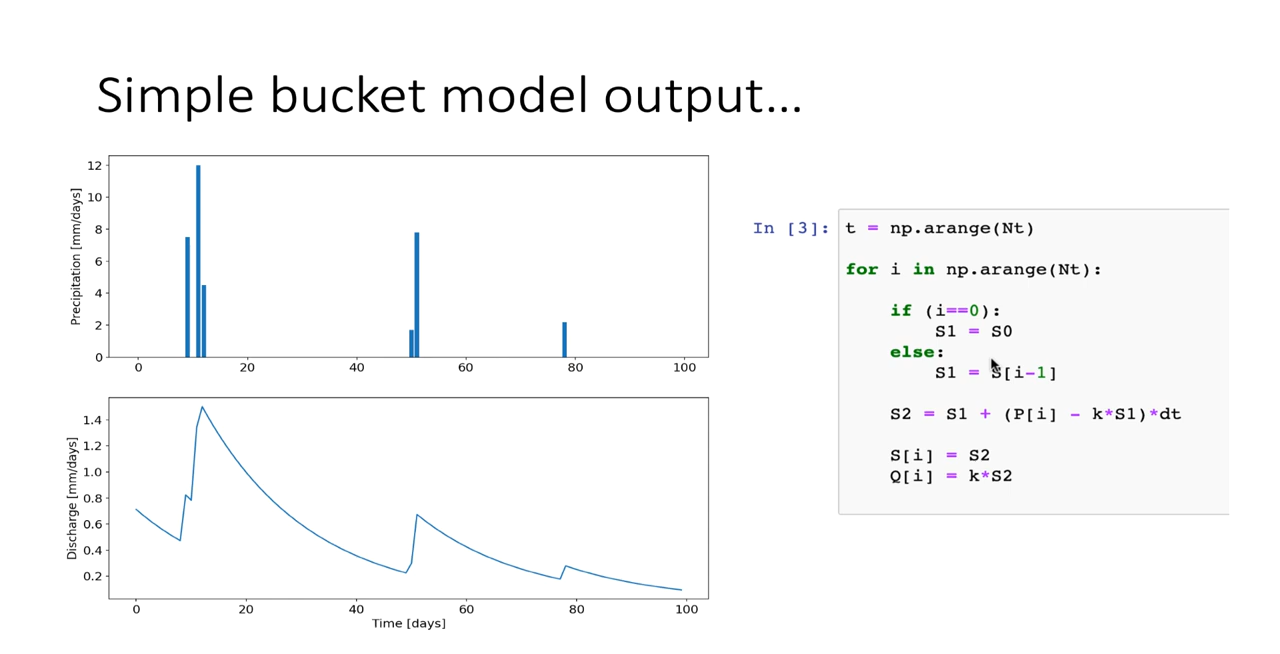 Simple bucket model output...
Precipitation [mm/days]
12
10
8
6
4
2
0
0 20 40 60 80 100
Discharge [mm/days]
1.4
1.2
1.0
0.8
0.6
0.4
0.2
0 20 40 60 80 100
Time [days]
In [3]: t = np.arange(Nt)
for i in np.arange(Nt):
if (i==0):
S1 = S0
else:
S1 = S[i-1]
S2 = S1 + (P[i] - k*S1)*dt
S[i] = S2
Q[i] = k*S2